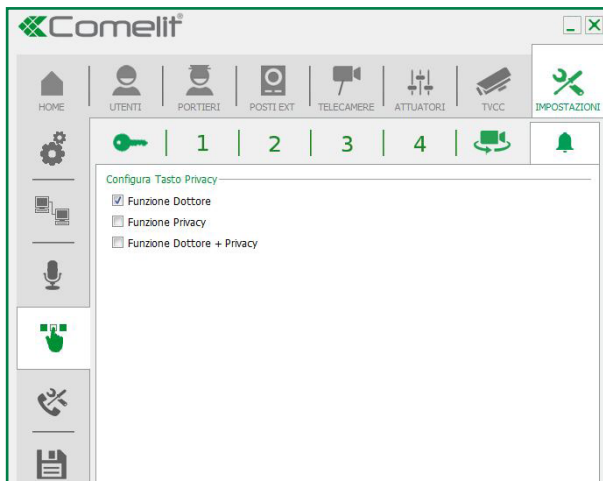 Comelit
HOME UTENTI PORTIERI POSTI EXT TELECAMERE ATTUATORI TVCC IMPOSTAZIONI
1 2 3 4
Configura Tasto Privacy
Funzione Dottore
Funzione Privacy
Funzione Dottore + Privacy